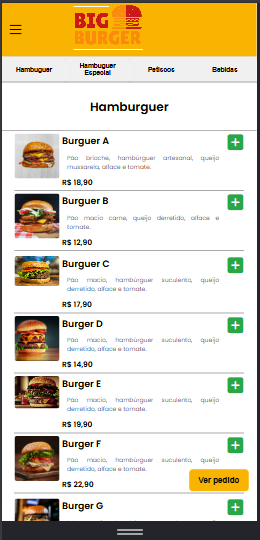 BIG
BURGER
Hambuguer
Hambuguer
Especial
Petiscos
Bebidas
Hamburguer
Burguer A
Pão brioche, hambúrguer artesanal, queijo
mussarela, alface e tomate.
R$ 18,90
Burguer B
Pão macio carne, queijo derretido, alface e
tomate.
R$ 12,90
Burguer C
Pão macio, hambúrguer suculento, queijo
derretido, alface e tomate.
R$ 17,90
Burger D
Pão macio, hambúrguer suculento, queijo
derretido, alface e tomate.
R$ 14,90
Burger E
Pão macio, hambúrguer suculento, queijo
derretido, alface e tomate.
R$ 19,90
Burger F
Pão macio, hambúrguer suculento, queijo
derretido, alface e tomate.
R$ 22,90
Ver pedido
Burger G